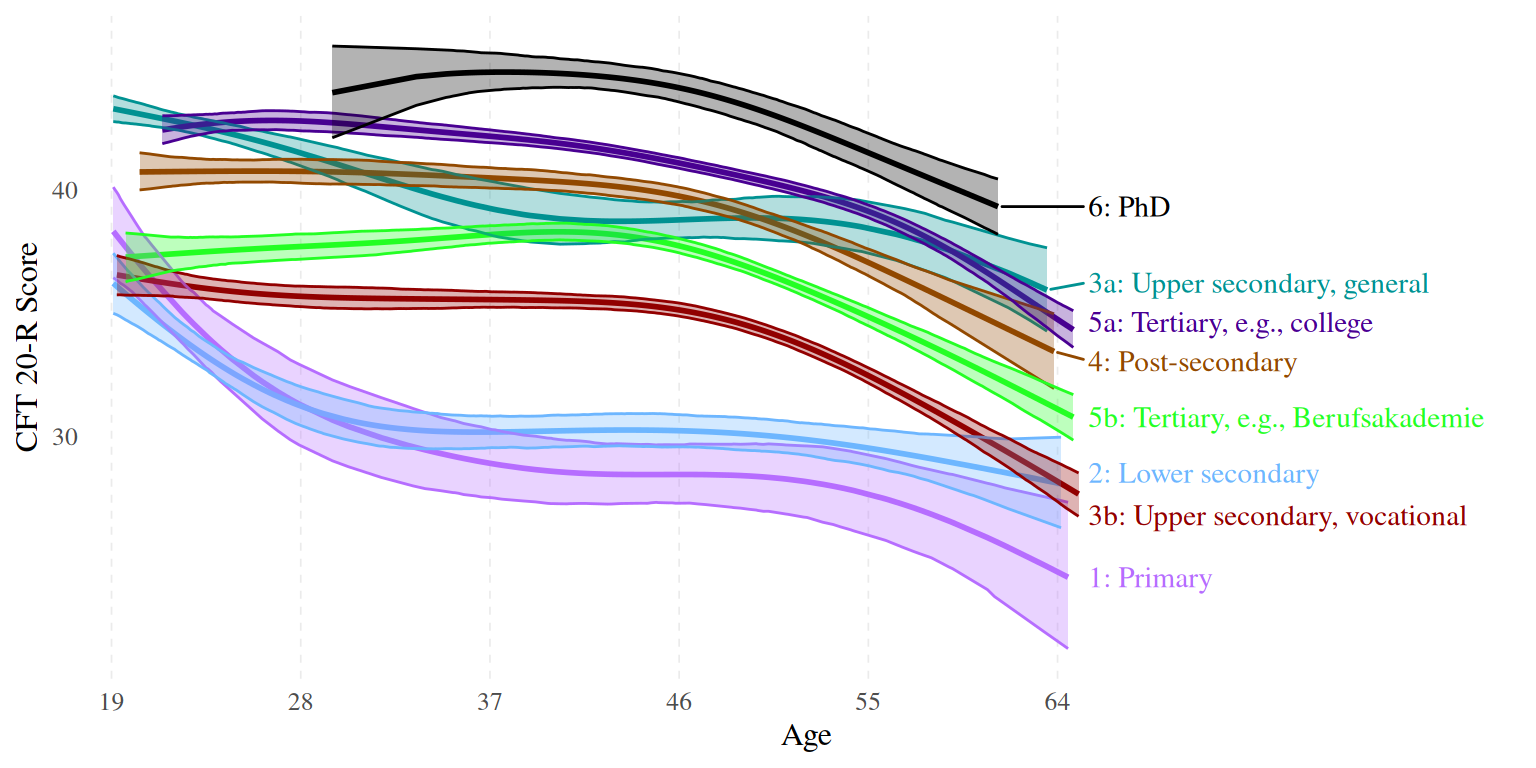 CFT 20-R Score
40
30
6: PhD
3a: Upper secondary, general
5a: Tertiary, e.g., college
4: Post-secondary
5b: Tertiary, e.g., Berufsakademie
2: Lower secondary
3b: Upper secondary, vocational
1: Primary
19 28 37 46 55 64
Age